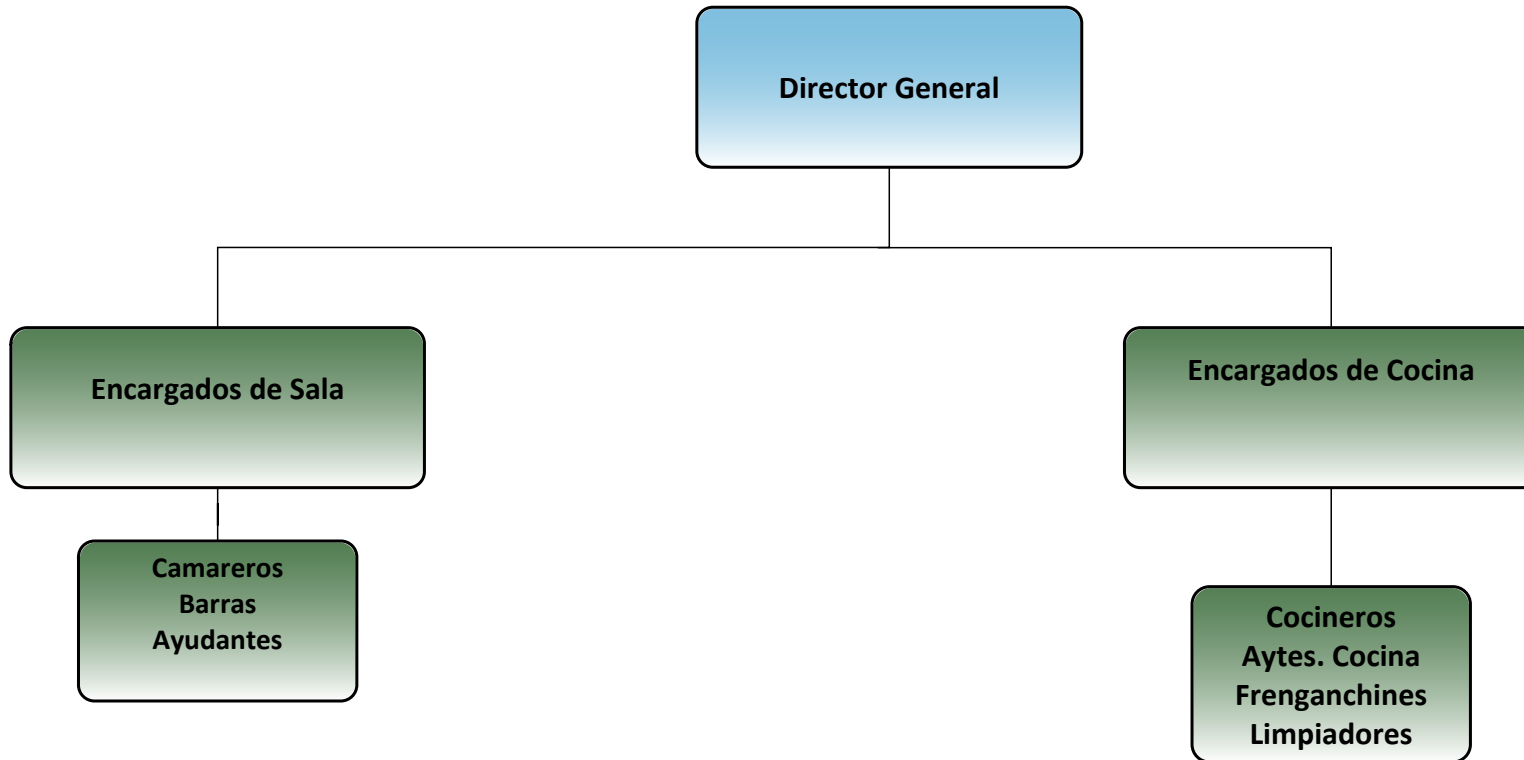 Director General
Encargados de Sala
Encargados de Cocina
Camareros
Barras
Ayudantes
Cocineros
Aytes. Cocina
Frenganchines
Limpiadores